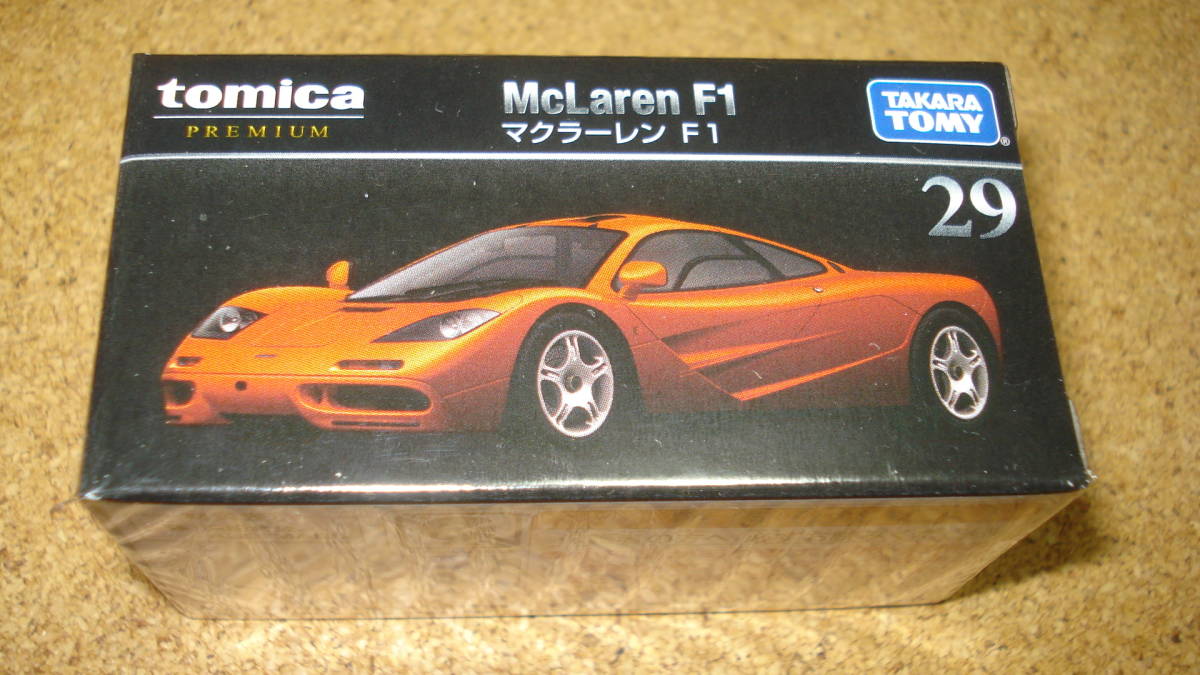 tomica
PREMIUM
McLaren F1
マクラーレン F1
TAKARA
TOMY
®
29